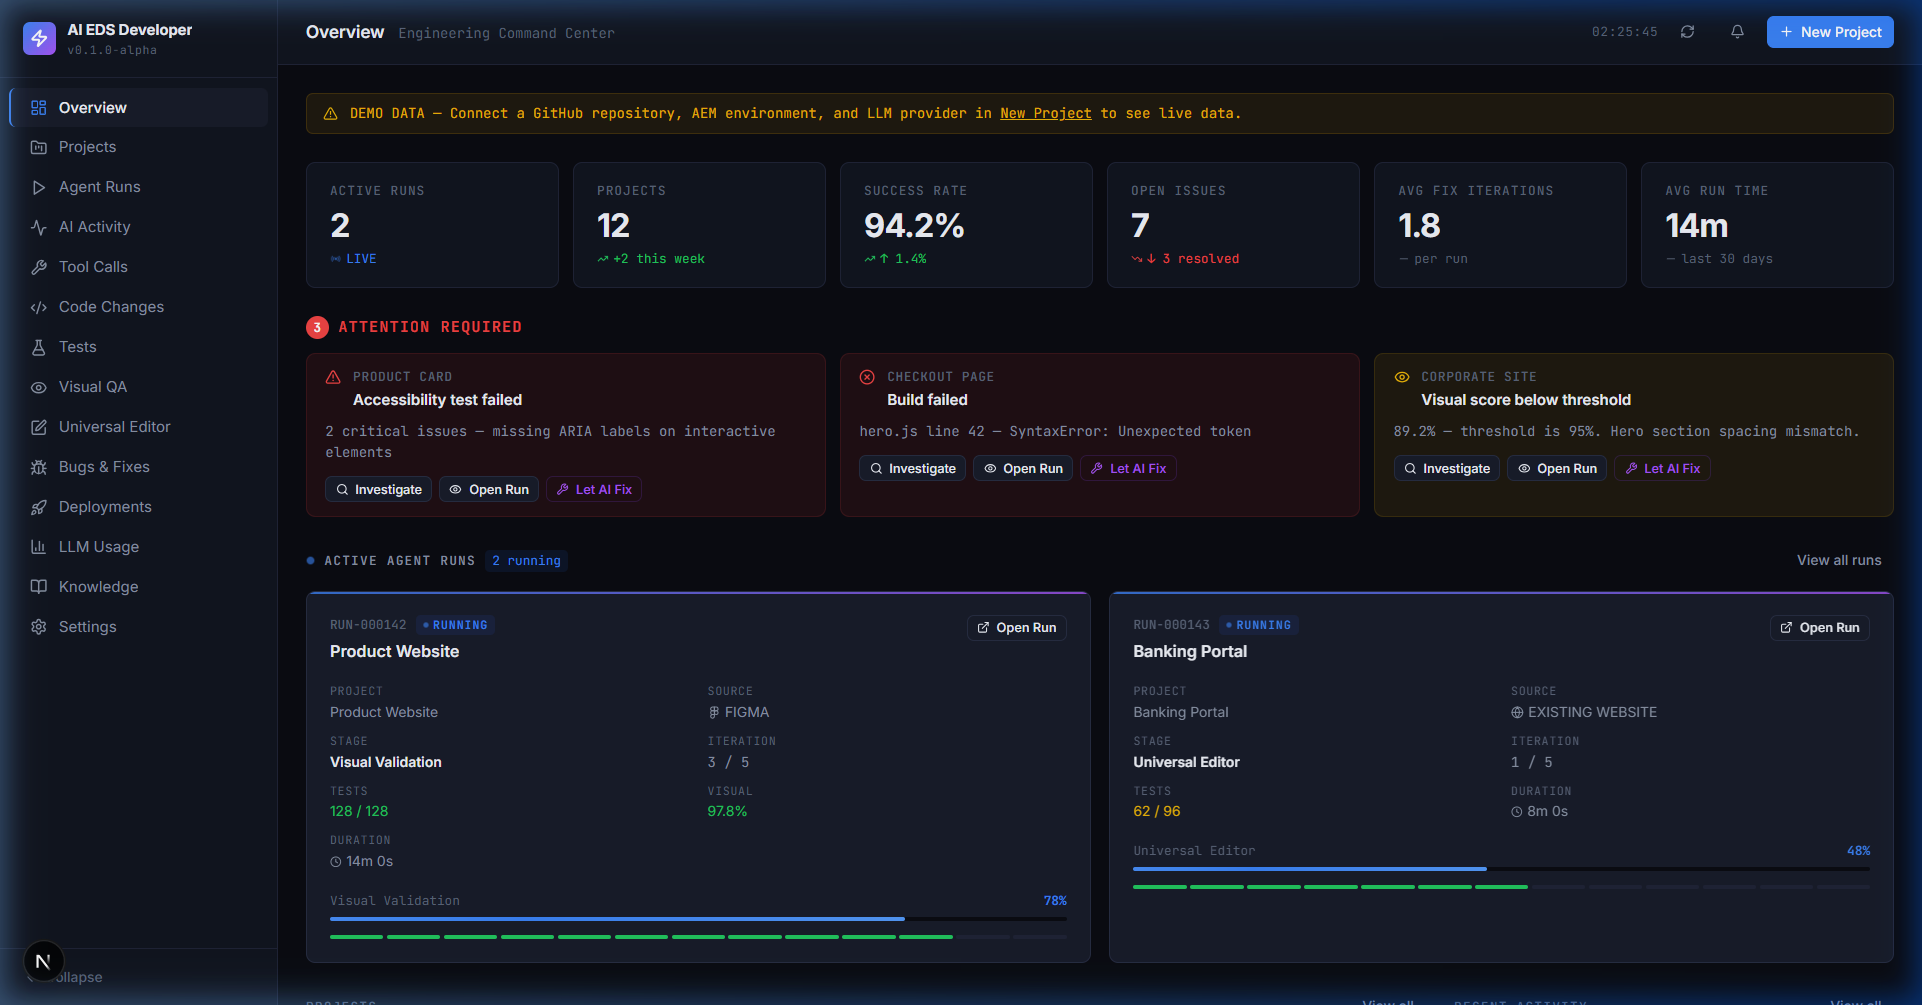 AI EDS Developer
v0.1.0-alpha
Overview
Projects
Agent Runs
AI Activity
Tool Calls
Code Changes
Tests
Visual QA
Universal Editor
Bugs & Fixes
Deployments
LLM Usage
Knowledge
Settings
N
ollapse
Overview Engineering Command Center
02:25:45
New Project
DEMO DATA — Connect a GitHub repository, AEM environment, and LLM provider in New Project to see live data.
ACTIVE RUNS
2
LIVE
PROJECTS
12
+2 this week
SUCCESS RATE
94.2%
↑ 1.4%
OPEN ISSUES
7
↓ 3 resolved
AVG FIX ITERATIONS
1.8
— per run
AVG RUN TIME
14m
— last 30 days
3 ATTENTION REQUIRED
PRODUCT CARD
Accessibility test failed
2 critical issues — missing ARIA labels on interactive
elements
Investigate Open Run Let AI Fix
CHECKOUT PAGE
Build failed
hero.js line 42 — SyntaxError: Unexpected token
Investigate Open Run Let AI Fix
CORPORATE SITE
Visual score below threshold
89.2% — threshold is 95%. Hero section spacing mismatch.
Investigate Open Run Let AI Fix
ACTIVE AGENT RUNS 2 running
View all runs
RUN-000142 RUNNING
Open Run
Product Website
PROJECT
Product Website
SOURCE
FIGMA
STAGE
Visual Validation
ITERATION
3 / 5
TESTS
128 / 128
VISUAL
97.8%
DURATION
14m 0s
Visual Validation 78%
RUN-000143 RUNNING
Open Run
Banking Portal
PROJECT
Banking Portal
SOURCE
EXISTING WEBSITE
STAGE
Universal Editor
ITERATION
1 / 5
TESTS
62 / 96
DURATION
8m 0s
Universal Editor 48%
PROJECTS
View all
RECENT ACTIVITY
View all